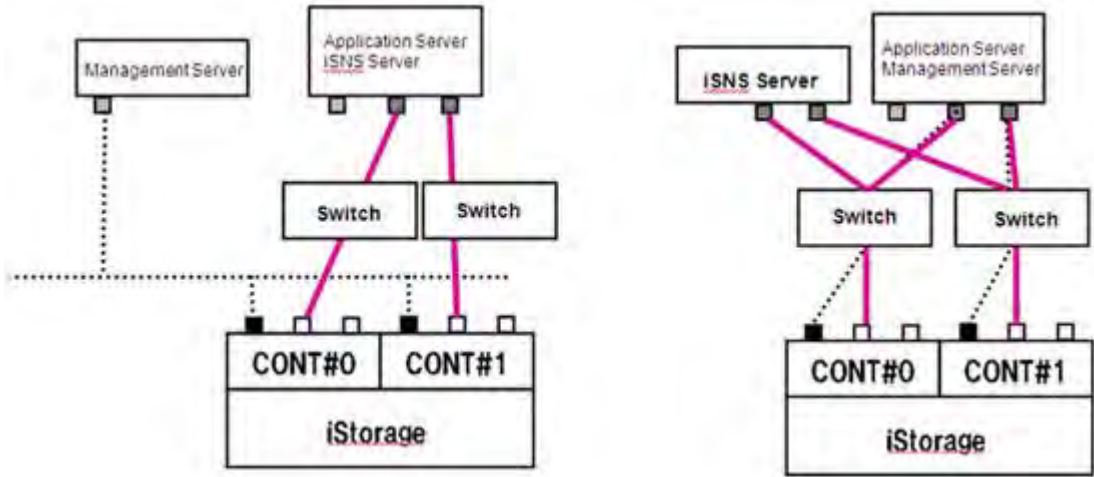 Management Server
Application Server
iSNS Server
Switch
Switch
CONT#0
CONT#1
iStorage
iSNS Server
Application Server
Management Server
Switch
Switch
CONT#0
CONT#1
iStorage